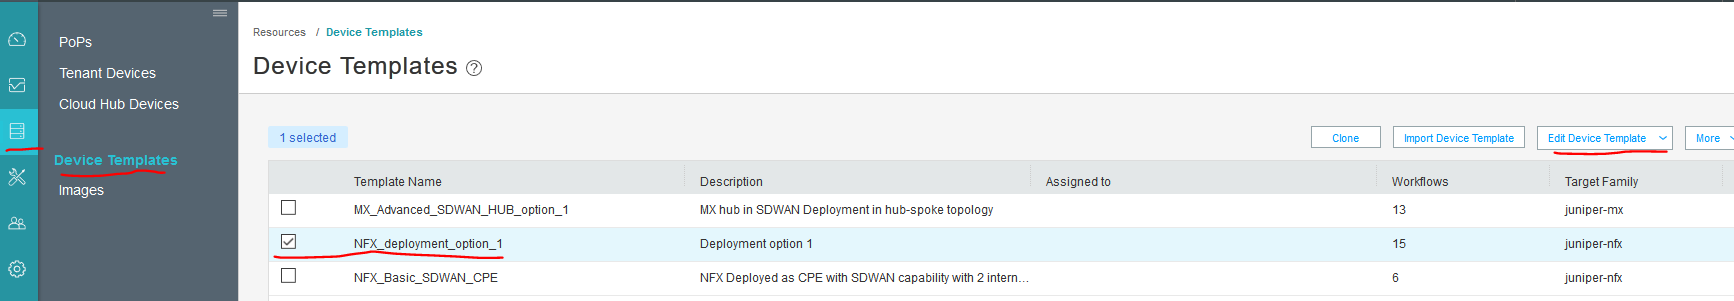 PoPs
Tenant Devices
Cloud Hub Devices
Device Templates
Images
Resources / Device Templates
Device Templates ?
1 selected
Clone Import Device Template Edit Device Template More
Template Name Description Assigned to Workflows Target Family
MX_Advanced_SDWAN_HUB_option_1 MX hub in SDWAN Deployment in hub-spoke topology 13 juniper-mx
NFX_deployment_option_1 Deployment option 1 15 juniper-nfx
NFX_Basic_SDWAN_CPE NFX Deployed as CPE with SDWAN capability with 2 intern... 6 juniper-nfx